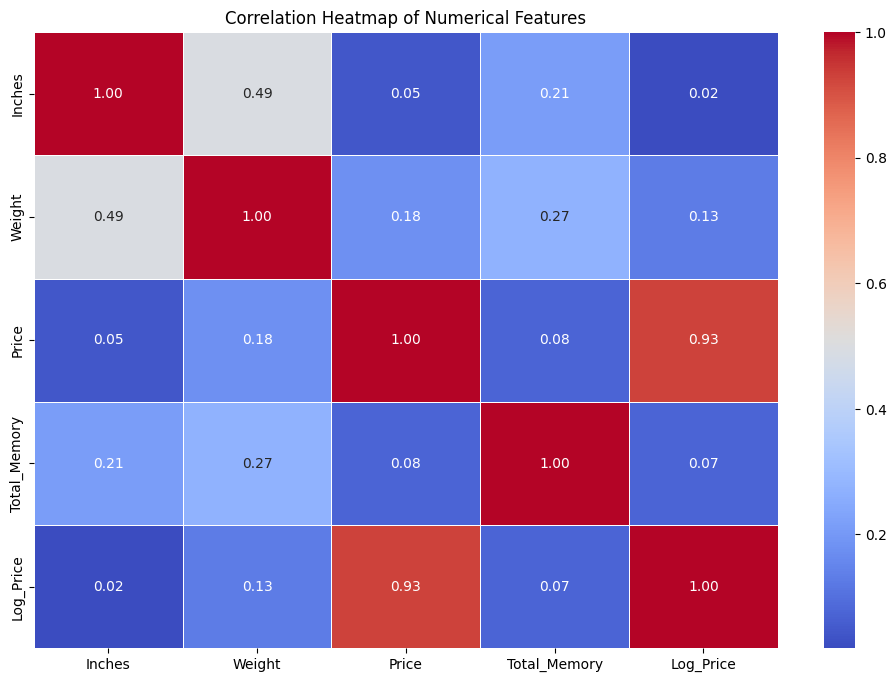 Correlation Heatmap of Numerical Features
Inches 1.00 0.49 0.05 0.21 0.02
Weight 0.49 1.00 0.18 0.27 0.13
Price 0.05 0.18 1.00 0.08 0.93
Total_Memory 0.21 0.27 0.08 1.00 0.07
Log_Price 0.02 0.13 0.93 0.07 1.00
Inches Weight Price Total_Memory Log_Price
1.0
0.8
0.6
0.4
0.2